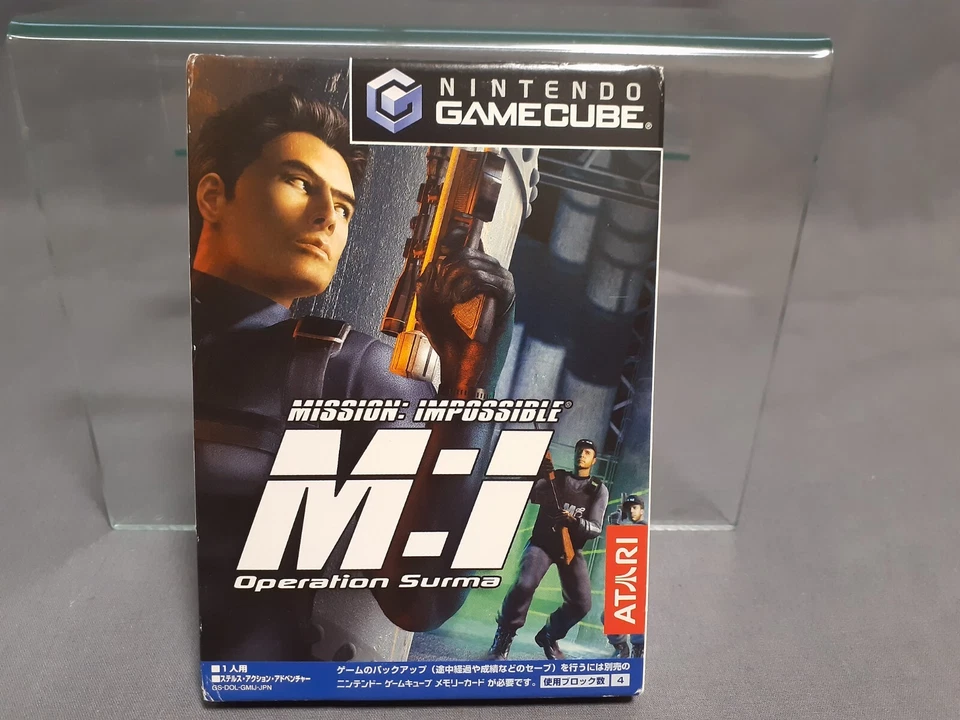 NINTENDO
GAMECUBE®
MISSION: IMPOSSIBLE®
M:i
Operation Surma
ATARI
■1人用
■ステルス・アクション・アドベンチャー
GS-DOL-GMIJ-JPN
ゲームのバックアップ（途中経過や成績などのセーブ）を行うには別売の
ニンテンドー ゲームキューブ メモリーカード が必要です。 使用ブロック数 4